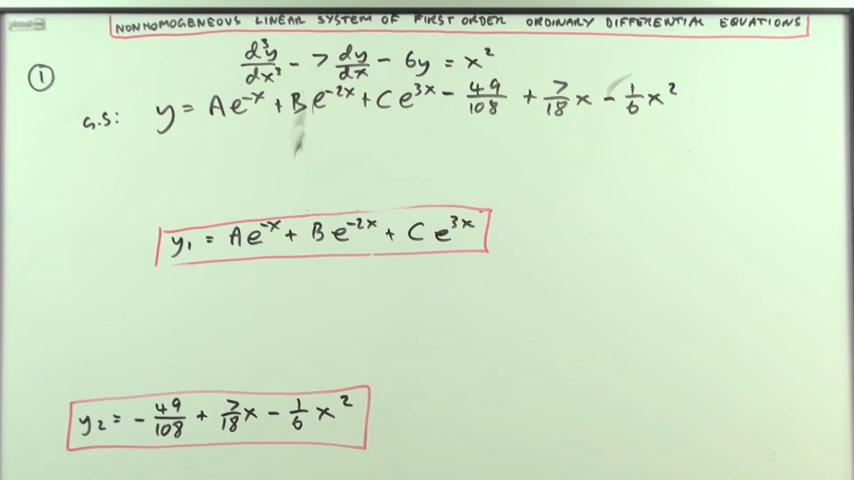 NONHOMOGENEOUS LINEAR SYSTEM OF FIRST ORDER ORDINARY DIFFERENTIAL EQUATIONS
① d³y/dx³ - 7 dy/dx - 6y = x²
G.S: y = Ae^-x + Be^-2x + Ce^3x - 49/108 + 7/18 x - 1/6 x²
y₁ = Ae^-x + Be^-2x + Ce^3x
y₂ = - 49/108 + 7/18 x - 1/6 x²